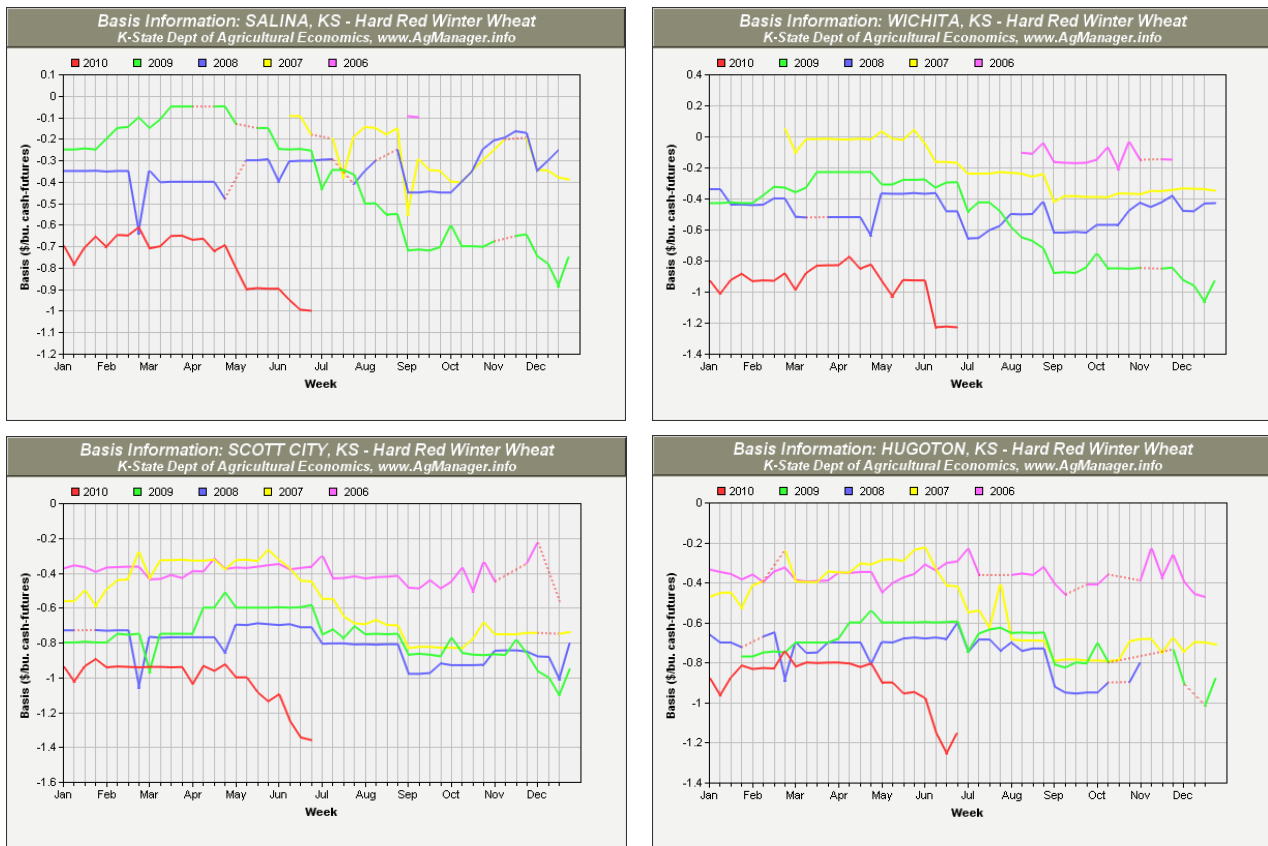 Basis Information: SALINA, KS - Hard Red Winter Wheat
K-State Dept of Agricultural Economics, www.AgManager.info
2010 2009 2008 2007 2006
0.1
0
-0.1
-0.2
-0.3
-0.4
-0.5
-0.6
-0.7
-0.8
-0.9
-1
-1.1
-1.2
Basis ($/bu. cash-futures)
Jan Feb Mar Apr May Jun Jul Aug Sep Oct Nov Dec
Week
Basis Information: WICHITA, KS - Hard Red Winter Wheat
K-State Dept of Agricultural Economics, www.AgManager.info
2010 2009 2008 2007 2006
0.4
0.2
0
-0.2
-0.4
-0.6
-0.8
-1
-1.2
-1.4
Basis ($/bu. cash-futures)
Jan Feb Mar Apr May Jun Jul Aug Sep Oct Nov Dec
Week
Basis Information: SCOTT CITY, KS - Hard Red Winter Wheat
K-State Dept of Agricultural Economics, www.AgManager.info
2010 2009 2008 2007 2006
0
-0.2
-0.4
-0.6
-0.8
-1
-1.2
-1.4
-1.6
Basis ($/bu. cash-futures)
Jan Feb Mar Apr May Jun Jul Aug Sep Oct Nov Dec
Week
Basis Information: HUGOTON, KS - Hard Red Winter Wheat
K-State Dept of Agricultural Economics, www.AgManager.info
2010 2009 2008 2007 2006
0
-0.2
-0.4
-0.6
-0.8
-1
-1.2
-1.4
Basis ($/bu. cash-futures)
Jan Feb Mar Apr May Jun Jul Aug Sep Oct Nov Dec
Week